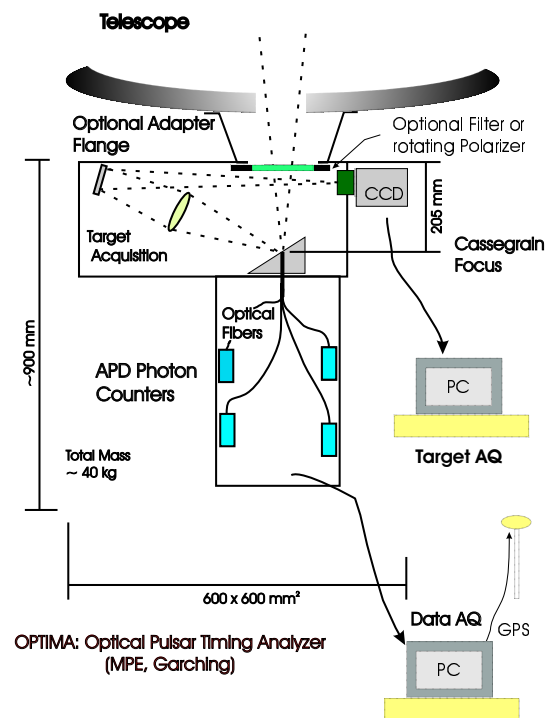 Telescope
Optional Adapter
Flange
Optional Filter or
rotating Polarizer
CCD
205 mm
Target
Acquisition
Cassegrain
Focus
Optical
Fibers
~900 mm
APD Photon
Counters
PC
Target AQ
Total Mass
~ 40 kg
600 x 600 mm²
Data AQ
GPS
PC
OPTIMA: Optical Pulsar Timing Analyzer
(MPE, Garching)